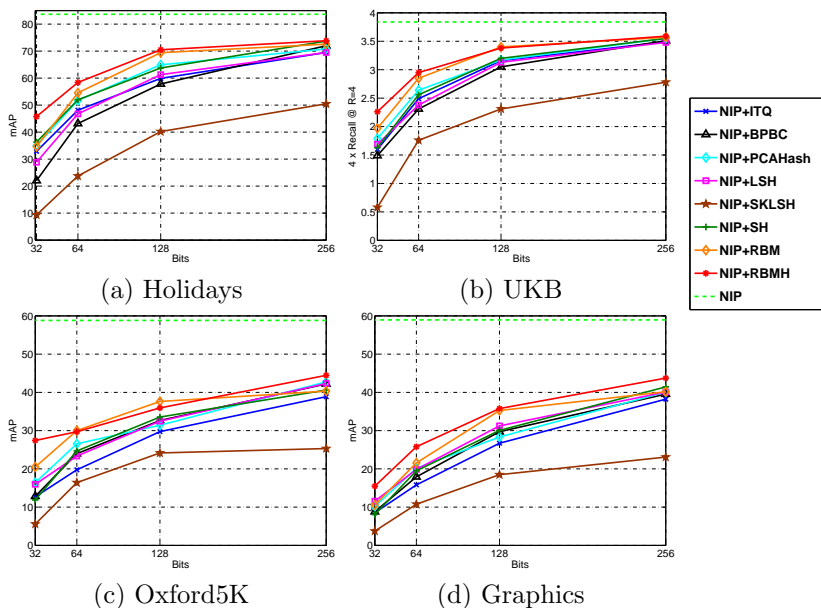 80
70
60
50
40
30
20
10
0
mAP
32
64
128
256
Bits
(a) Holidays
4
3.5
3
2.5
2
1.5
1
0.5
0
4 x Recall @ R=4
32
64
128
256
Bits
(b) UKB
NIP+ITQ
NIP+BPBC
NIP+PCAHash
NIP+LSH
NIP+SKLSH
NIP+SH
NIP+RBM
NIP+RBMH
NIP
60
50
40
30
20
10
0
mAP
32
64
128
256
Bits
(c) Oxford5K
60
50
40
30
20
10
0
mAP
32
64
128
256
Bits
(d) Graphics